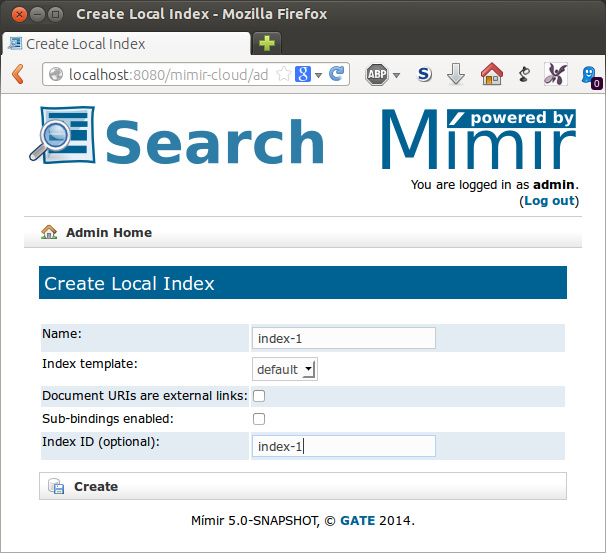 Create Local Index - Mozilla Firefox
Create Local Index
localhost:8080/mimir-cloud/ad
8
ABP
S
0
Search
powered by
Mímir
You are logged in as admin.
(Log out)
Admin Home
Create Local Index
Name:
index-1
Index template:
default
Document URIs are external links:
Sub-bindings enabled:
Index ID (optional):
index-1
Create
Mímir 5.0-SNAPSHOT, © GATE 2014.